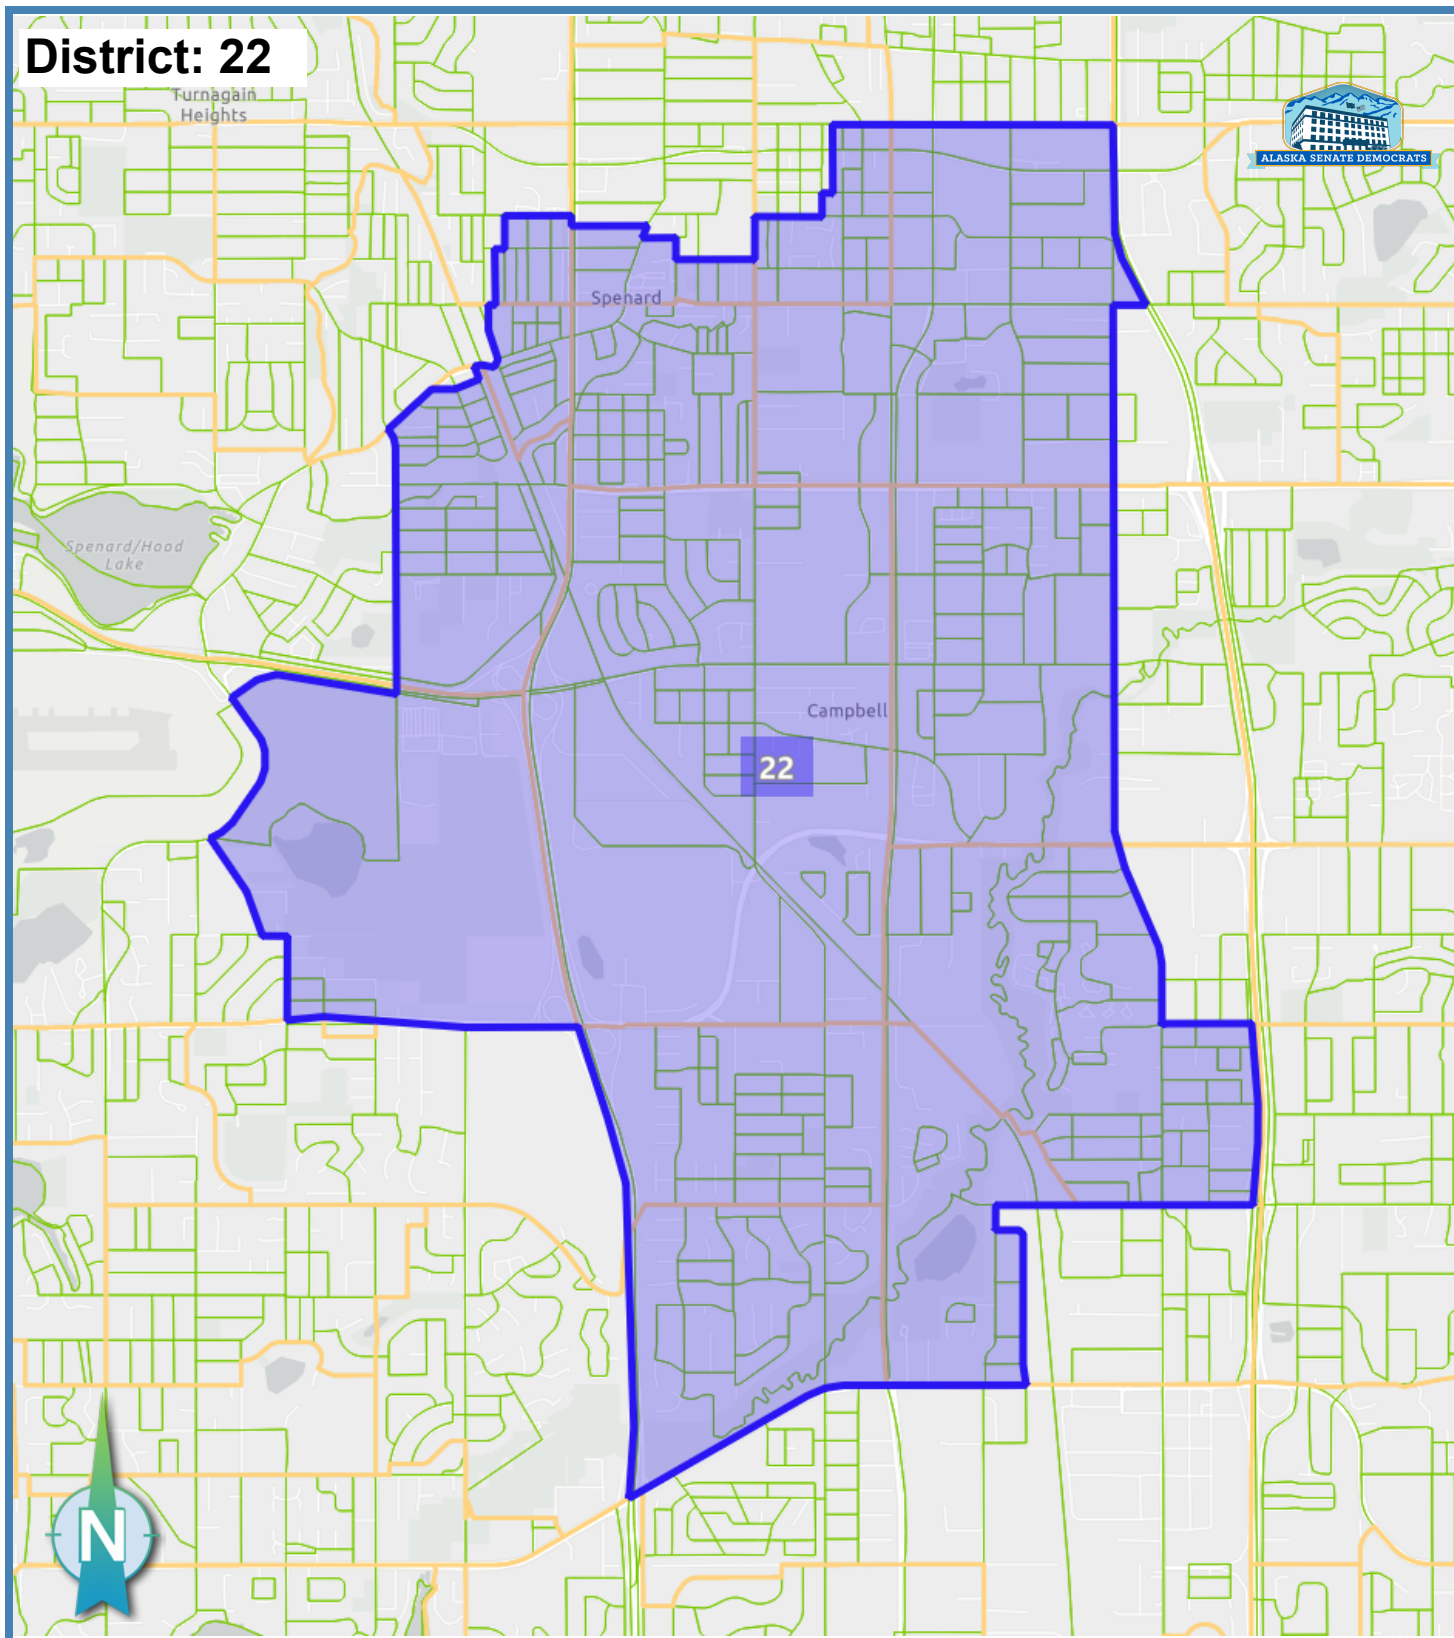 District: 22
Turnagain
Heights
ALASKA SENATE DEMOCRATS
Spenard
Spenard/Hood
Lake
Campbell
22
N